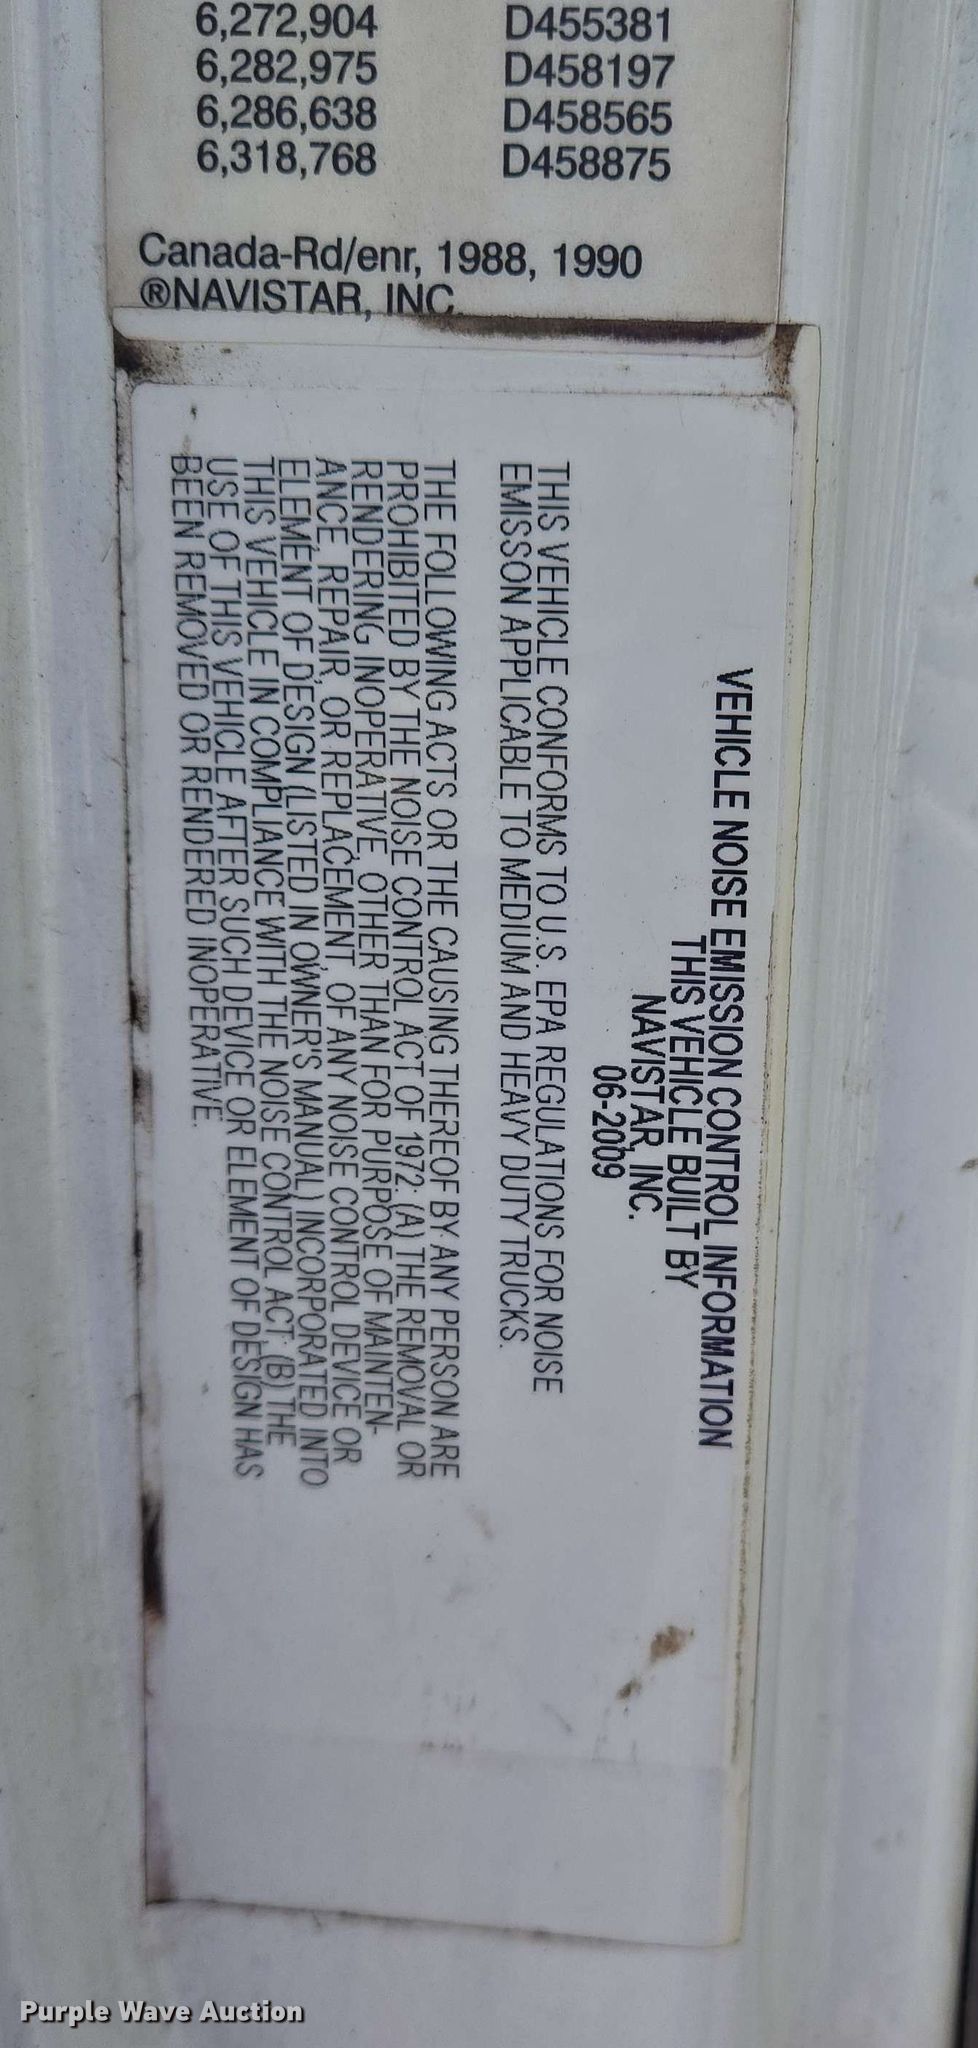 6,272,904 D455381
6,282,975 D458197
6,286,638 D458565
6,318,768 D458875
Canada-Rd/enr, 1988, 1990
®NAVISTAR, INC
VEHICLE NOISE EMISSION CONTROL INFORMATION
THIS VEHICLE BUILT BY
NAVISTAR, INC.
06-2009
THIS VEHICLE CONFORMS TO U.S. EPA REGULATIONS FOR NOISE
EMISSON APPLICABLE TO MEDIUM AND HEAVY DUTY TRUCKS.
THE FOLLOWING ACTS OR THE CAUSING THEREOF BY ANY PERSON ARE
PROHIBITED BY THE NOISE CONTROL ACT OF 1972: (A) THE REMOVAL OR
RENDERING INOPERATIVE, OTHER THAN FOR PURPOSE OF MAINTEN-
ANCE, REPAIR, OR REPLACEMENT, OF ANY NOISE CONTROL DEVICE OR
ELEMENT OF DESIGN (LISTED IN OWNER'S MANUAL) INCORPORATED INTO
THIS VEHICLE IN COMPLIANCE WITH THE NOISE CONTROL ACT: (B) THE
USE OF THIS VEHICLE AFTER SUCH DEVICE OR ELEMENT OF DESIGN HAS
BEEN REMOVED OR RENDERED INOPERATIVE.
Purple Wave Auction